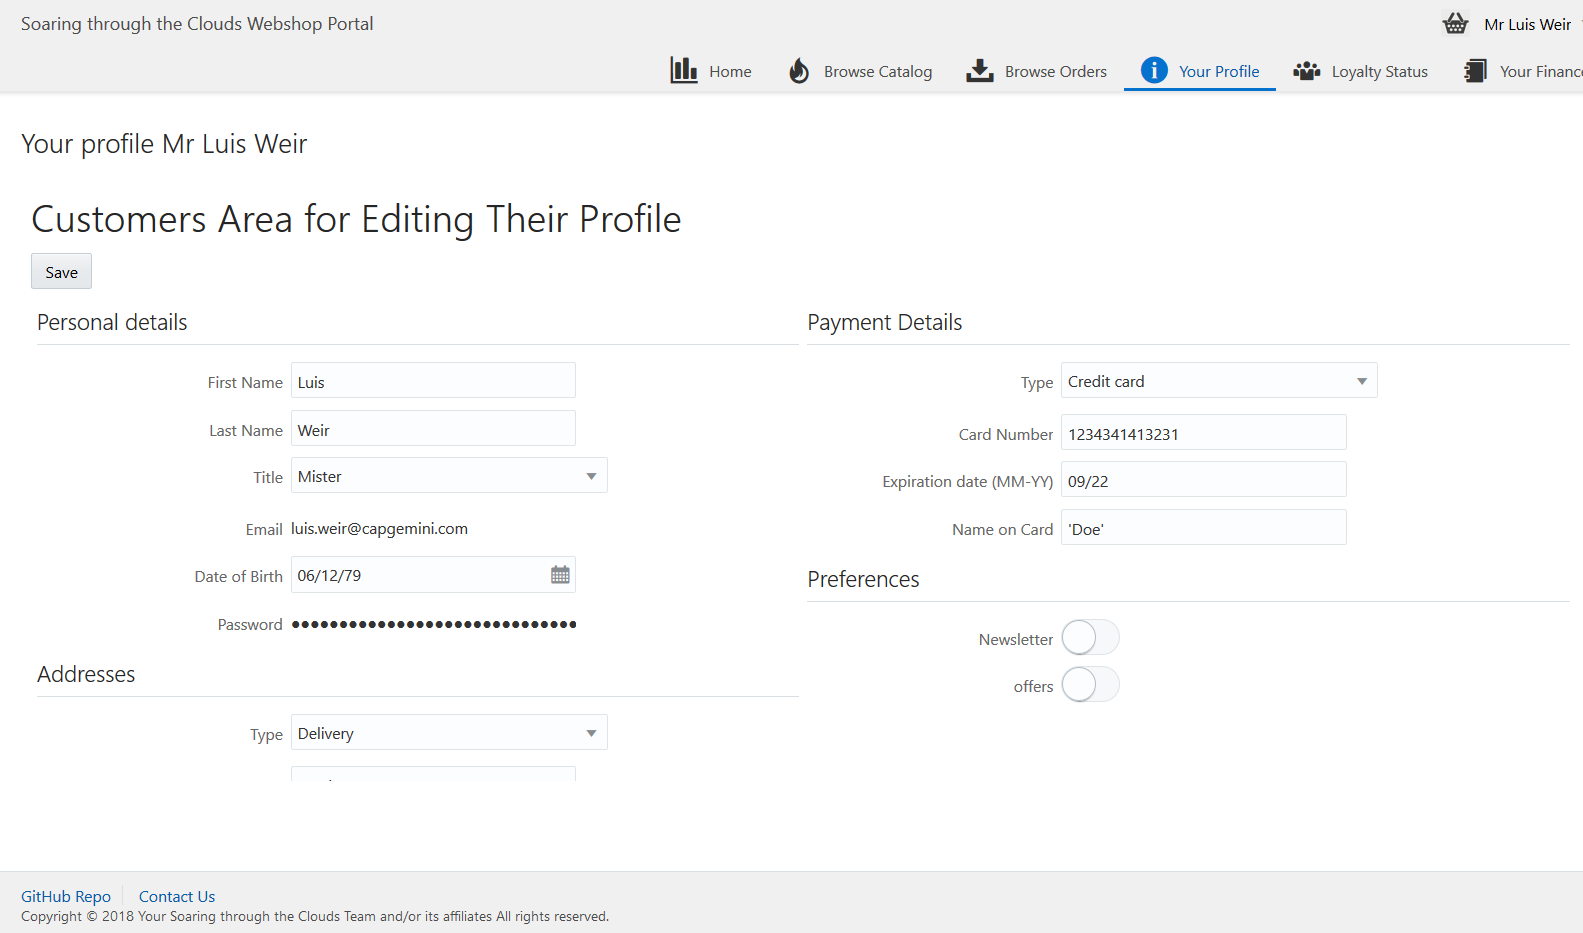 Soaring through the Clouds Webshop Portal
Mr Luis Weir
Home
Browse Catalog
Browse Orders
Your Profile
Loyalty Status
Your Financ
Your profile Mr Luis Weir
Customers Area for Editing Their Profile
Save
Personal details
First Name Luis
Last Name Weir
Title Mister
Email luis.weir@capgemini.com
Date of Birth 06/12/79
Password ••••••••••••••••••••••••••••••
Addresses
Type Delivery
Payment Details
Type Credit card
Card Number 1234341413231
Expiration date (MM-YY) 09/22
Name on Card 'Doe'
Preferences
Newsletter
offers
GitHub Repo
Contact Us
Copyright © 2018 Your Soaring through the Clouds Team and/or its affiliates All rights reserved.